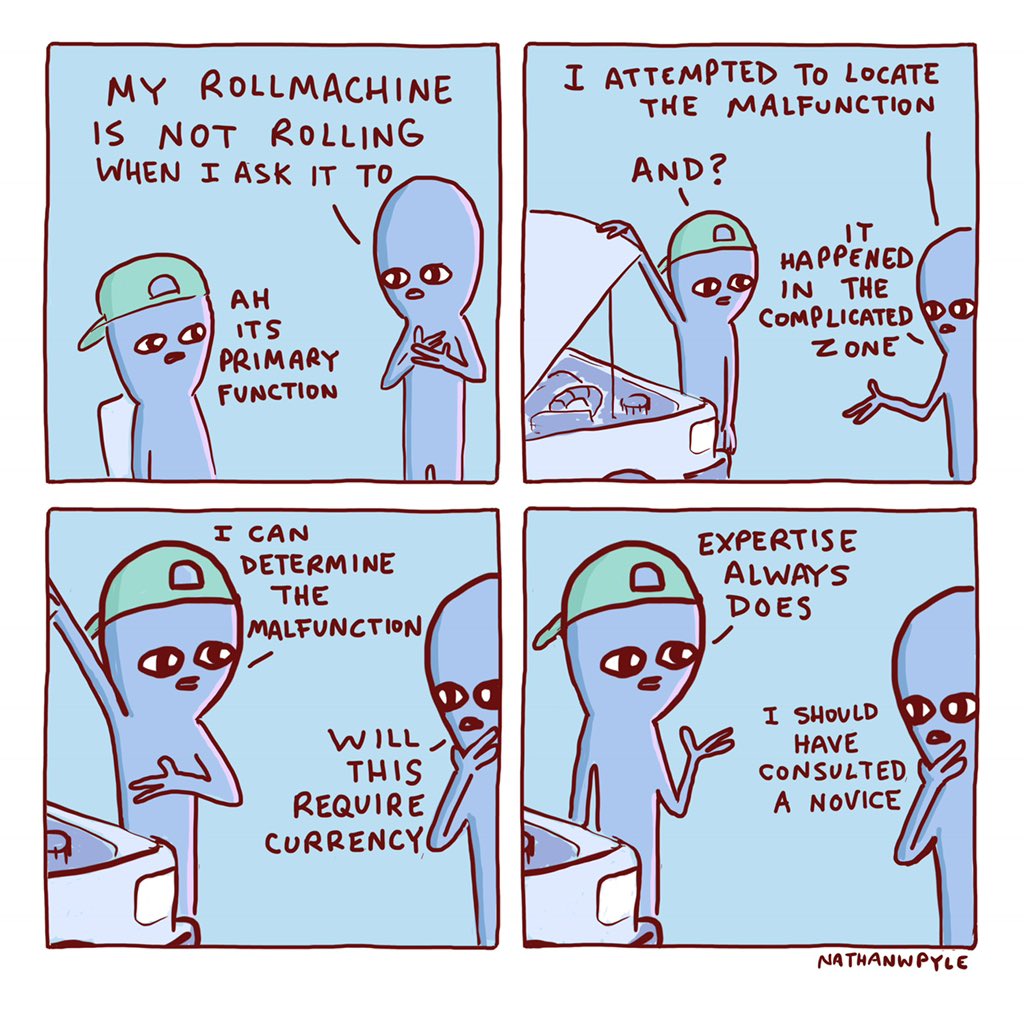 MY ROLLMACHINE
IS NOT ROLLING
WHEN I ASK IT TO
AH
ITS
PRIMARY
FUNCTION
I ATTEMPTED TO LOCATE
THE MALFUNCTION
AND?
IT
HAPPENED
IN THE
COMPLICATED
ZONE
I CAN
DETERMINE
THE
MALFUNCTION
WILL
THIS
REQUIRE
CURRENCY
EXPERTISE
ALWAYS
DOES
I SHOULD
HAVE
CONSULTED
A NOVICE
NATHANWPYLE